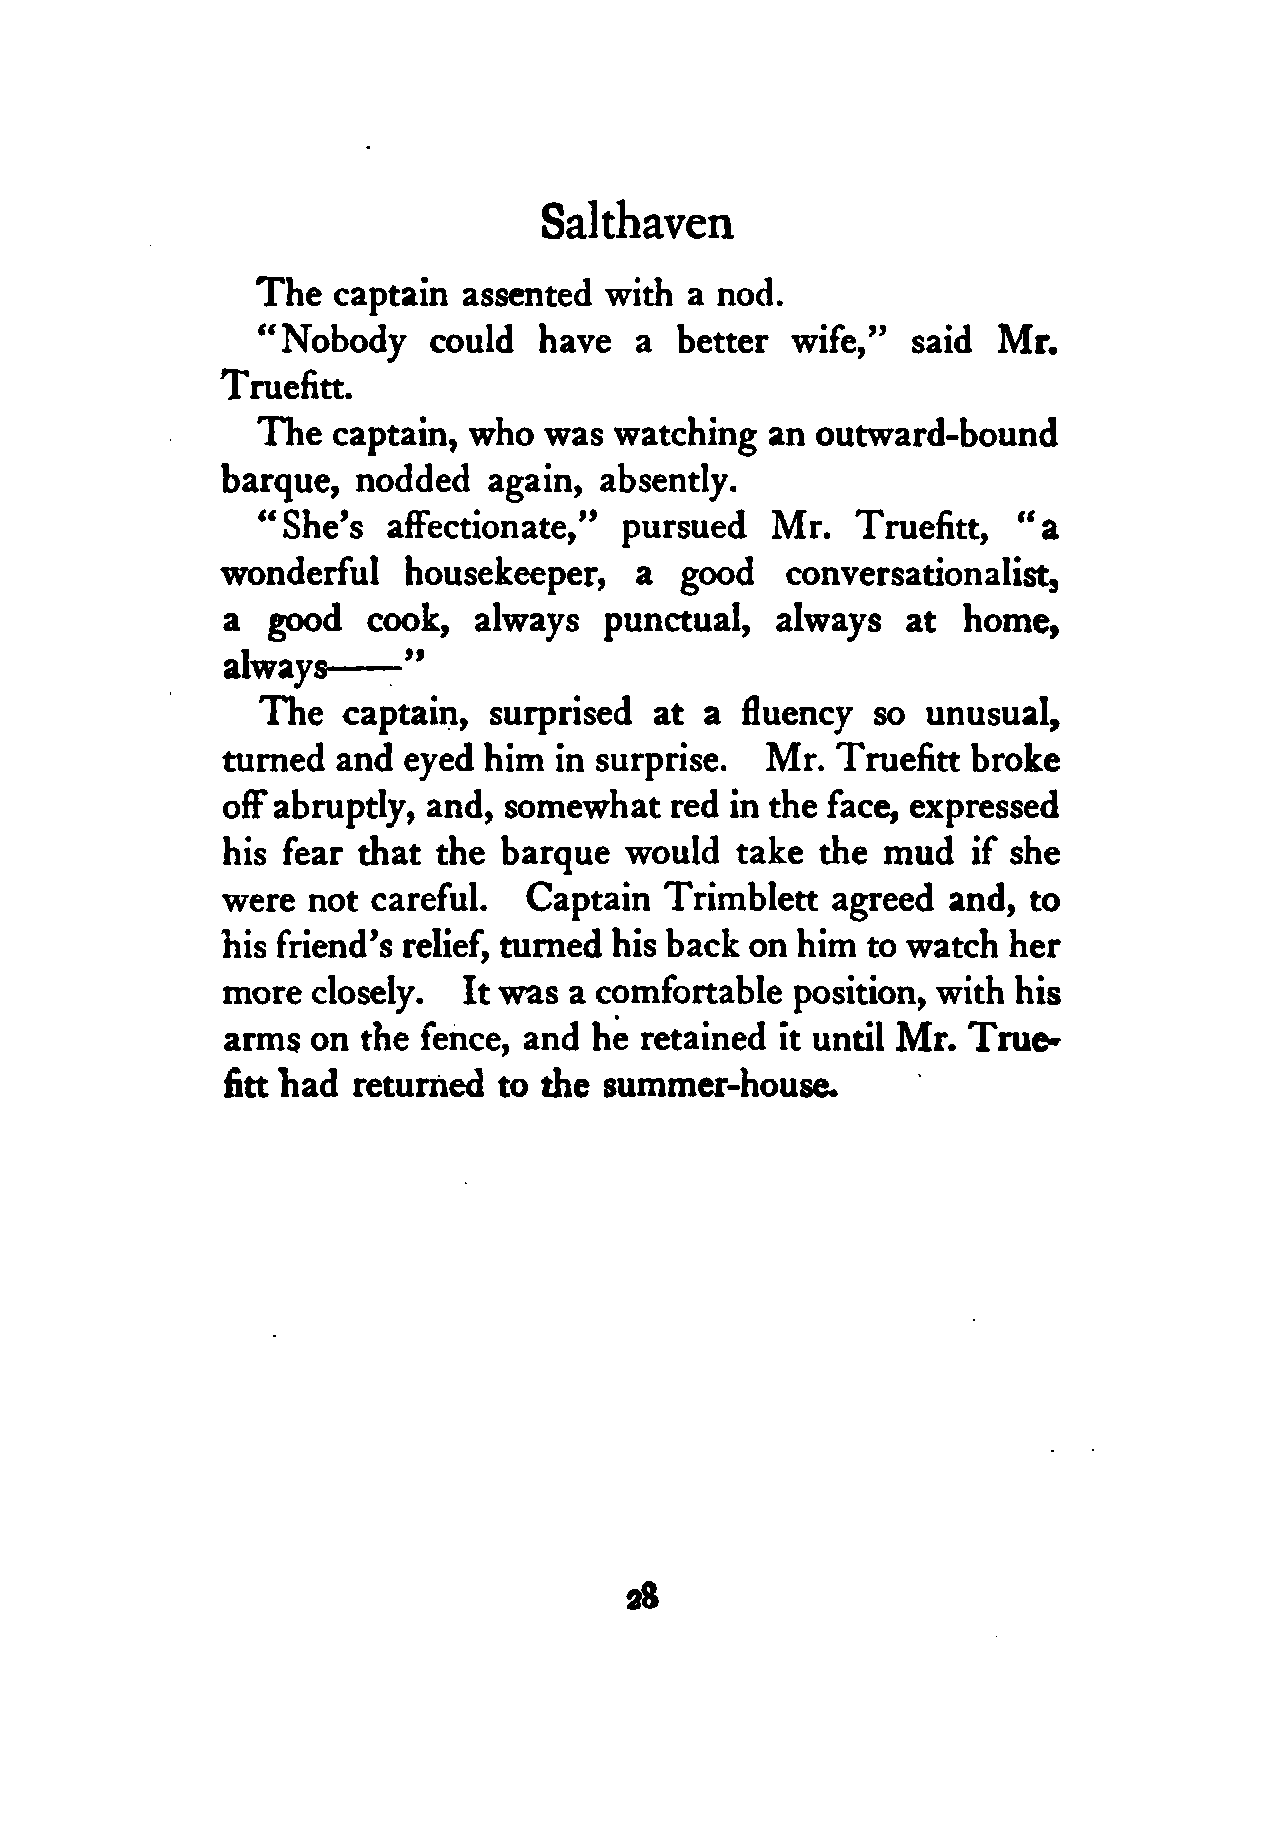 Salthaven
The captain assented with a nod.
“Nobody could have a better wife,” said Mr.
Truefitt.
The captain, who was watching an outward-bound
barque, nodded again, absently.
“She’s affectionate,” pursued Mr. Truefitt, “a
wonderful housekeeper, a good conversationalist,
a good cook, always punctual, always at home,
always——”
The captain, surprised at a fluency so unusual,
turned and eyed him in surprise. Mr. Truefitt broke
off abruptly, and, somewhat red in the face, expressed
his fear that the barque would take the mud if she
were not careful. Captain Trimblett agreed and, to
his friend’s relief, turned his back on him to watch her
more closely. It was a comfortable position, with his
arms on the fence, and he retained it until Mr. True-
fitt had returned to the summer-house.
28